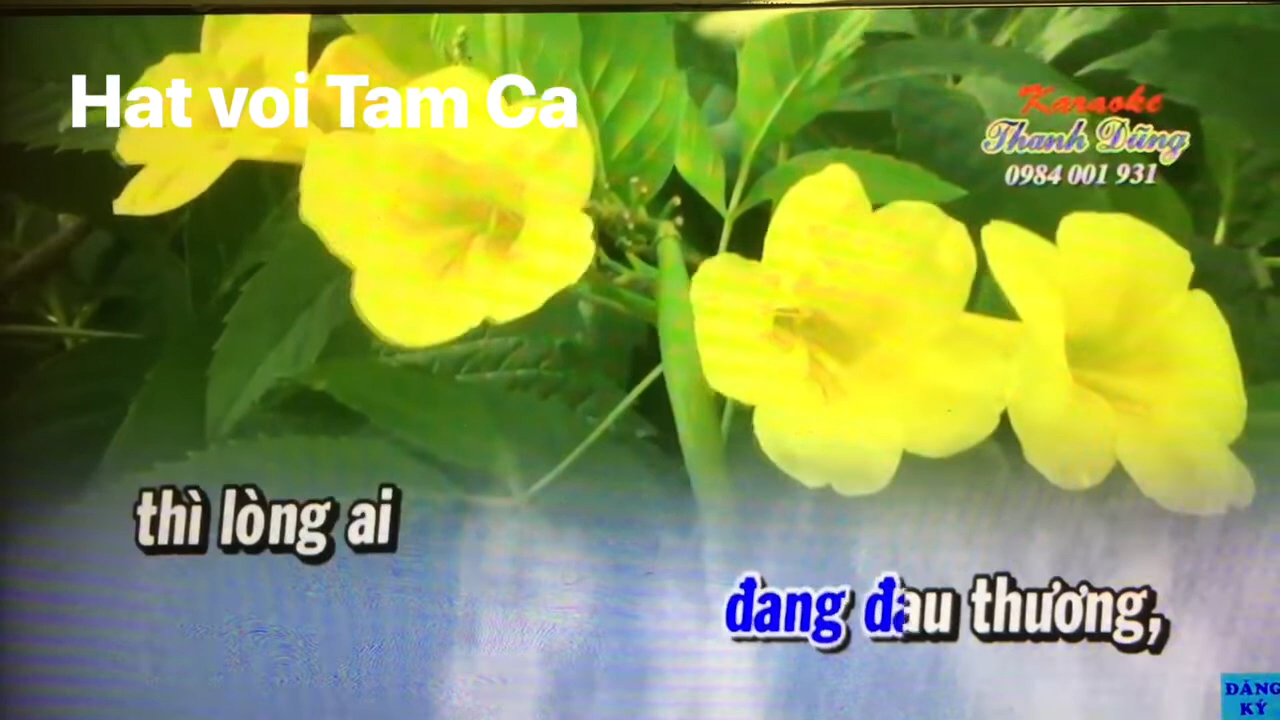 Hat voi Tam Ca
Karaoke
Thanh Dũng
0984 001 931
thì lòng ai
đang đau thương,
ĐĂNG
KÝ